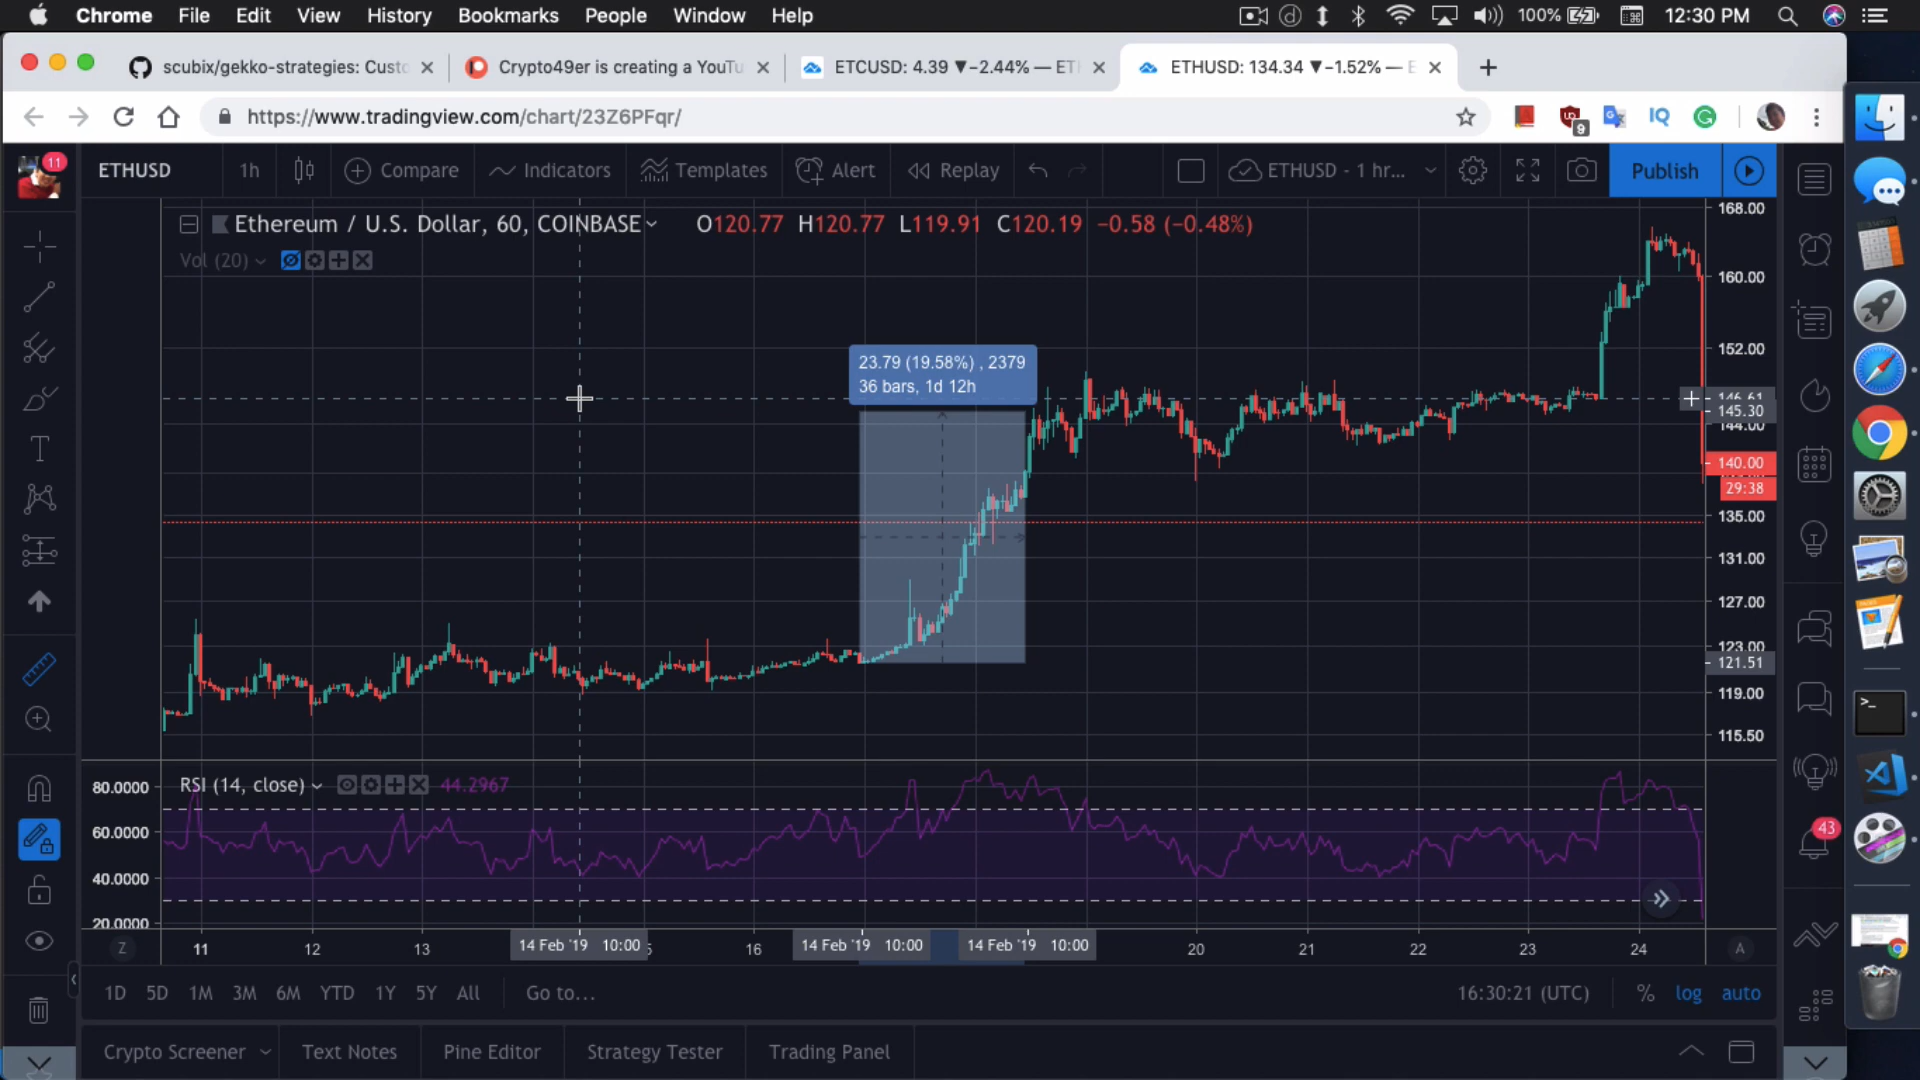 Chrome File Edit View History Bookmarks People Window Help 100% 12:30 PM
scubix/gekko-strategies: Custo
Crypto49er is creating a YouTu
ETCUSD: 4.39 ▼−2.44% — ET
ETHUSD: 134.34 ▼−1.52% — E
https://www.tradingview.com/chart/23Z6PFqr/
9
IQ
11
ETHUSD 1h Compare Indicators Templates Alert Replay ETHUSD - 1 hr... Publish
Ethereum / U.S. Dollar, 60, COINBASE O120.77 H120.77 L119.91 C120.19 −0.58 (−0.48%)
Vol (20)
168.00
160.00
152.00
23.79 (19.58%) , 2379
36 bars, 1d 12h
146.61
145.30
144.00
140.00
29:38
135.00
131.00
127.00
123.00
121.51
119.00
115.50
RSI (14, close) 44.2967
80.0000
60.0000
40.0000
20.0000
43
Z 11 12 13 14 Feb '19 10:00 16 14 Feb '19 10:00 14 Feb '19 10:00 20 21 22 23 24 A
1D 5D 1M 3M 6M YTD 1Y 5Y All Go to... 16:30:21 (UTC) % log auto
Crypto Screener Text Notes Pine Editor Strategy Tester Trading Panel